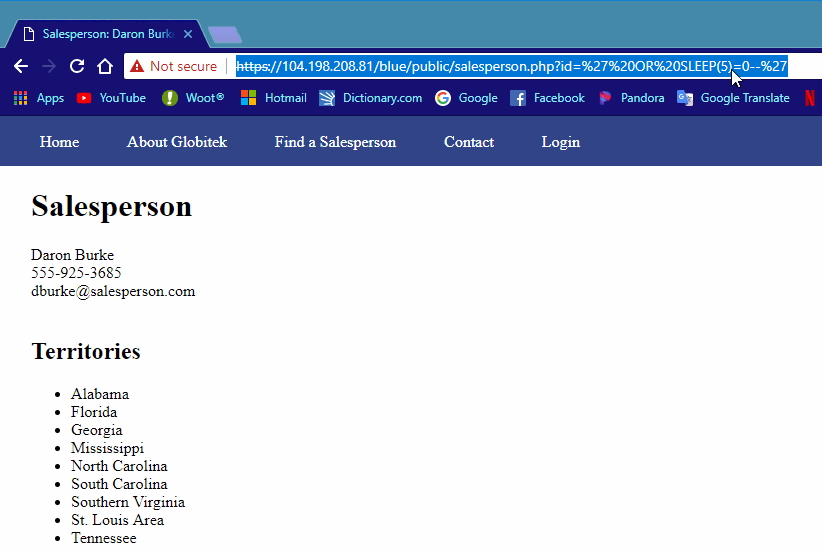 Salesperson: Daron Burke
Not secure https://104.198.208.81/blue/public/salesperson.php?id=%27%20OR%20SLEEP(5)=0--%27
Apps YouTube Woot® Hotmail Dictionary.com Google Facebook Pandora Google Translate
Home About Globitek Find a Salesperson Contact Login
Salesperson
Daron Burke
555-925-3685
dburke@salesperson.com
Territories
Alabama
Florida
Georgia
Mississippi
North Carolina
South Carolina
Southern Virginia
St. Louis Area
Tennessee